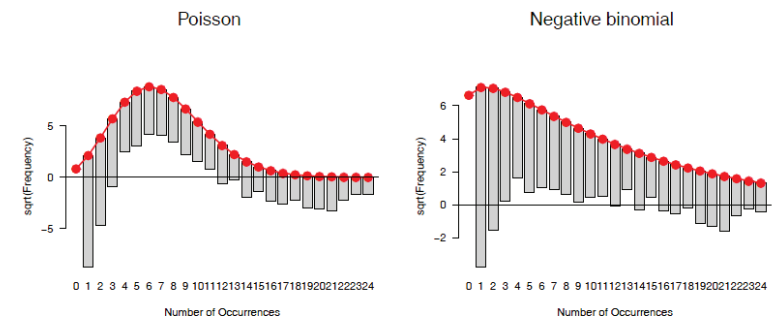 Poisson
Negative binomial
sqrt(Frequency)
5
0
−5
0 1 2 3 4 5 6 7 8 9 101112131415161718192021222324
Number of Occurrences
sqrt(Frequency)
6
4
2
0
−2
0 1 2 3 4 5 6 7 8 9 101112131415161718192021222324
Number of Occurrences